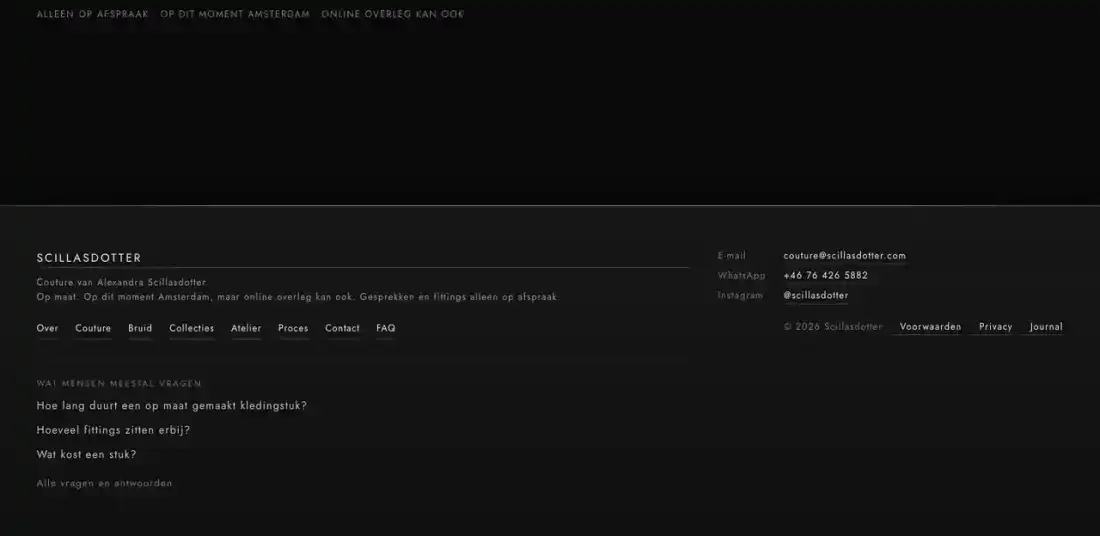 ALLEEN OP AFSPRAAK OP DIT MOMENT AMSTERDAM ONLINE OVERLEG KAN OOK
SCILLASDOTTER
Couture van Alexandra Scillasdotter.
Op maat. Op dit moment Amsterdam, maar online overleg kan ook. Gesprekken en fittings alleen op afspraak.
Over Couture Bruid Collecties Atelier Proces Contact FAQ
WAT MENSEN MEESTAL VRAGEN
Hoe lang duurt een op maat gemaakt kledingstuk?
Hoeveel fittings zitten erbij?
Wat kost een stuk?
Alle vragen en antwoorden
E-mail couture@scillasdotter.com
WhatsApp +46 76 426 5882
Instagram @scillasdotter
© 2026 Scillasdotter Voorwaarden Privacy Journal